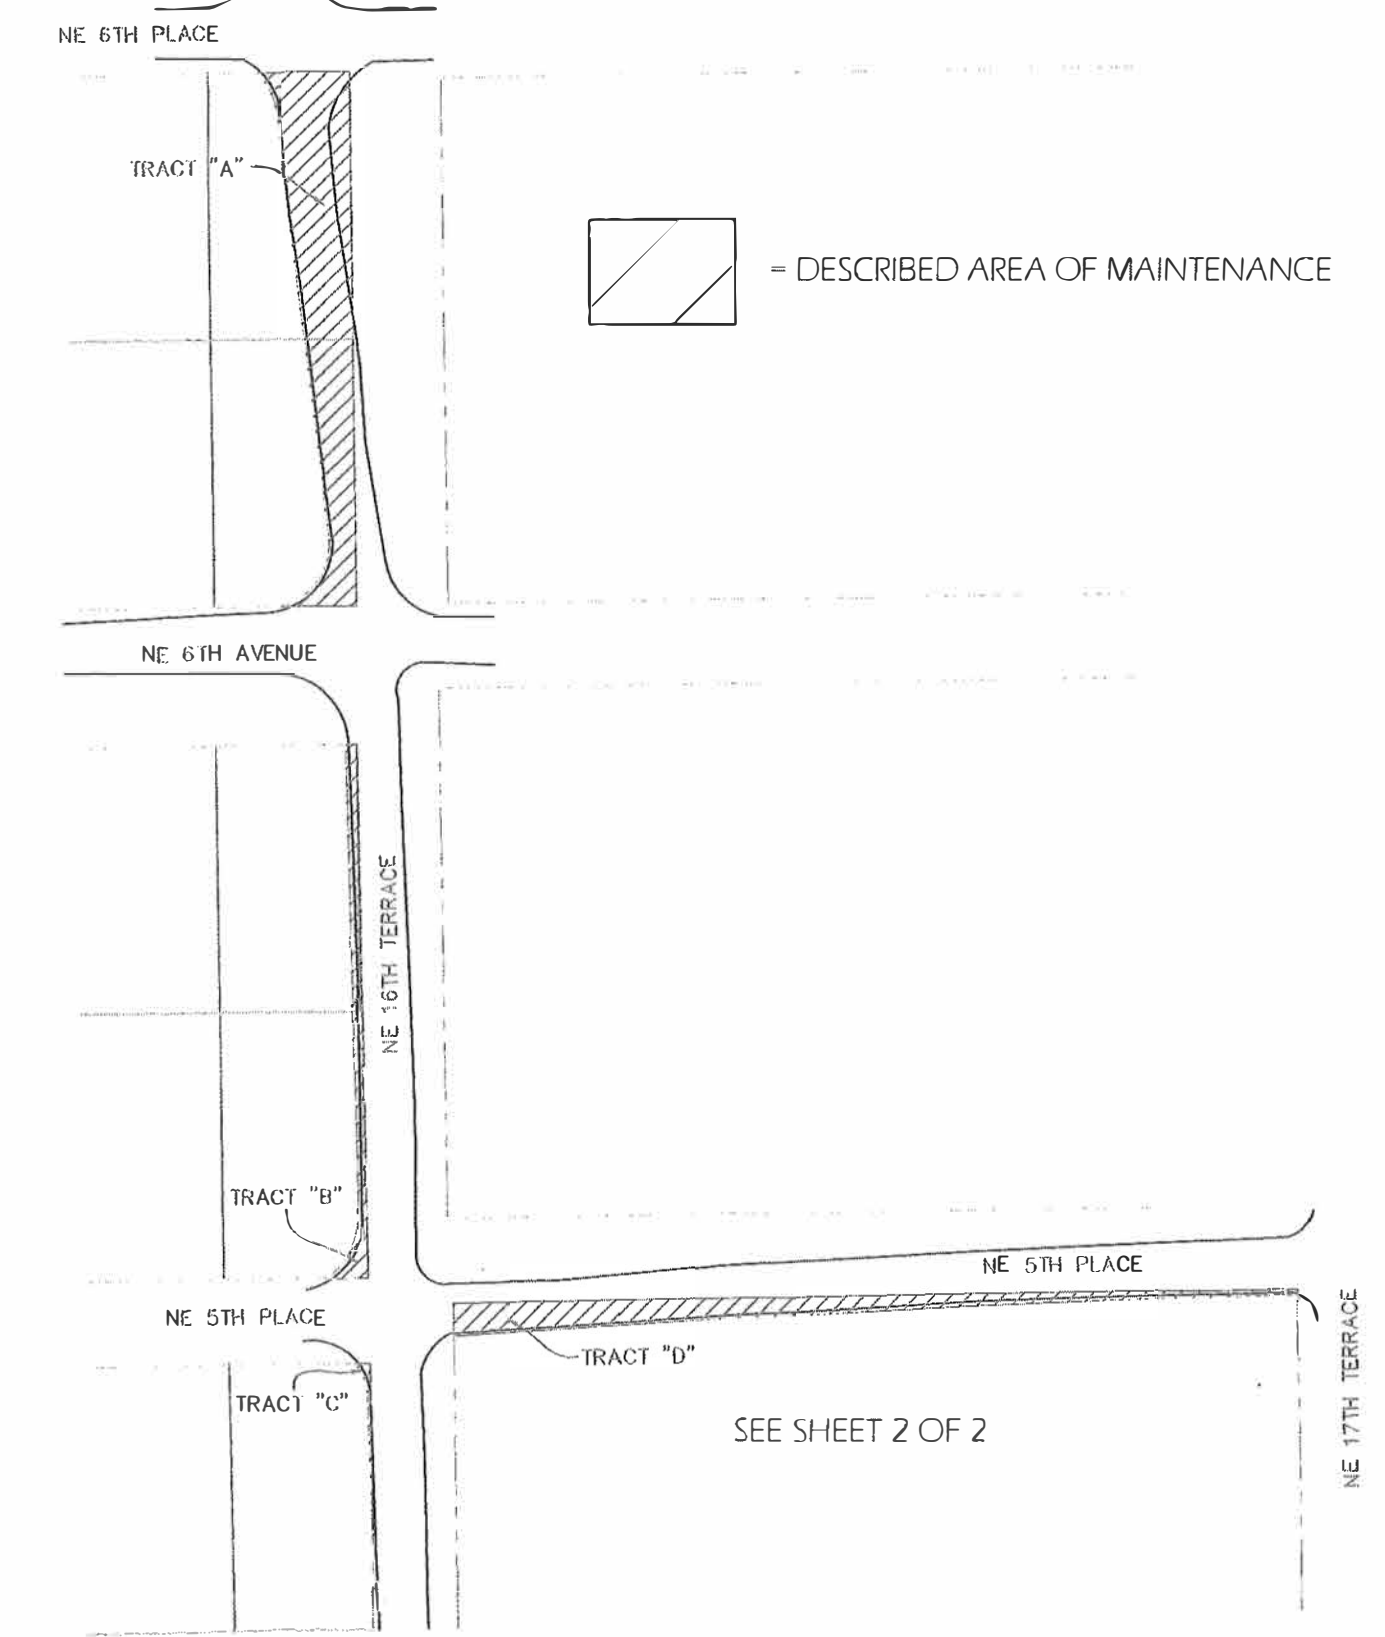 NE 6TH PLACE
TRACT "A"
= DESCRIBED AREA OF MAINTENANCE
NE 6TH AVENUE
NE 16TH TERRACE
TRACT "B"
NE 5TH PLACE
NE 5TH PLACE
TRACT "D"
TRACT "C"
NE 17TH TERRACE
SEE SHEET 2 OF 2